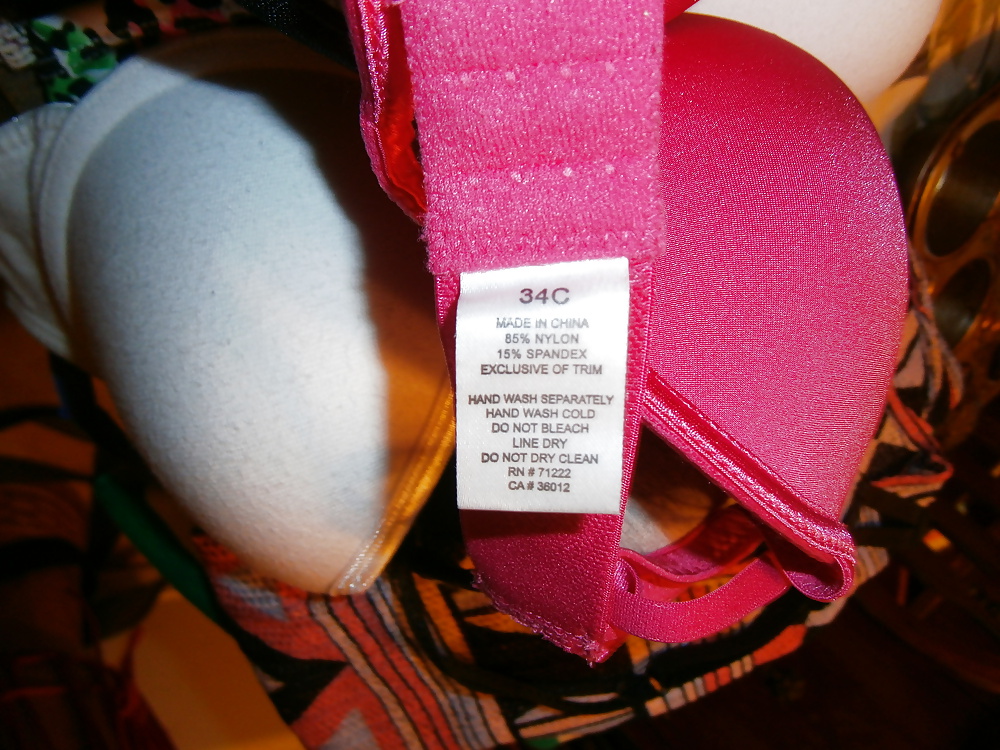 34C
MADE IN CHINA
85% NYLON
15% SPANDEX
EXCLUSIVE OF TRIM
HAND WASH SEPARATELY
HAND WASH COLD
DO NOT BLEACH
LINE DRY
DO NOT DRY CLEAN
RN # 71222
CA # 36012